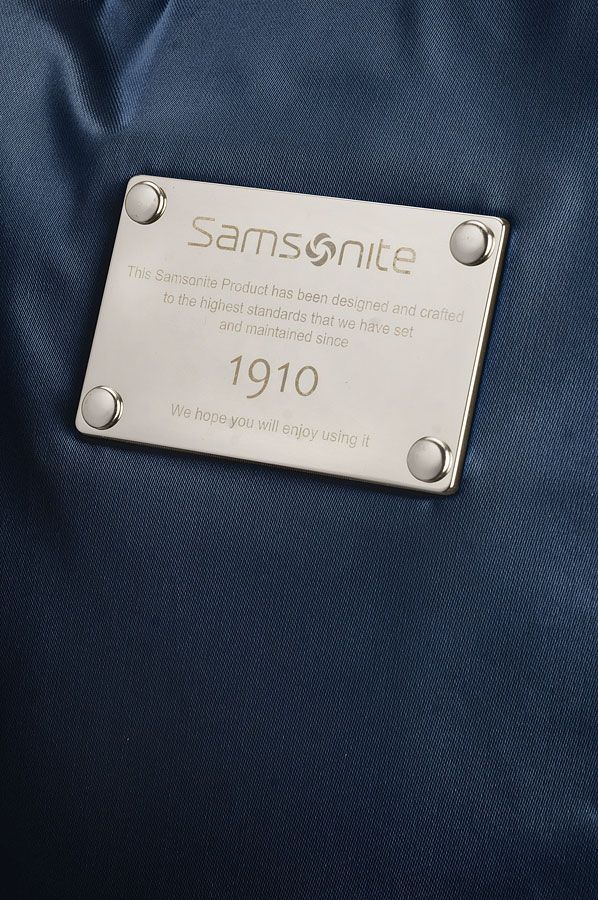 Samsonite
This Samsonite Product has been designed and crafted
to the highest standards that we have set
and maintained since
1910
We hope you will enjoy using it